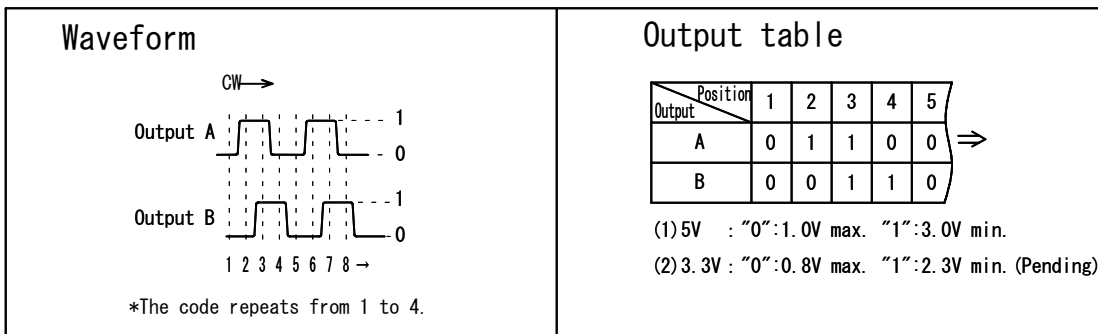 Waveform
CW→
Output A
1
0
Output B
1
0
1 2 3 4 5 6 7 8 →
*The code repeats from 1 to 4.
Output table
Position 1 2 3 4 5
Output
A 0 1 1 0 0 ⇒
B 0 0 1 1 0
(1)5V : "0":1.0V max. "1":3.0V min.
(2)3.3V: "0":0.8V max. "1":2.3V min.(Pending)